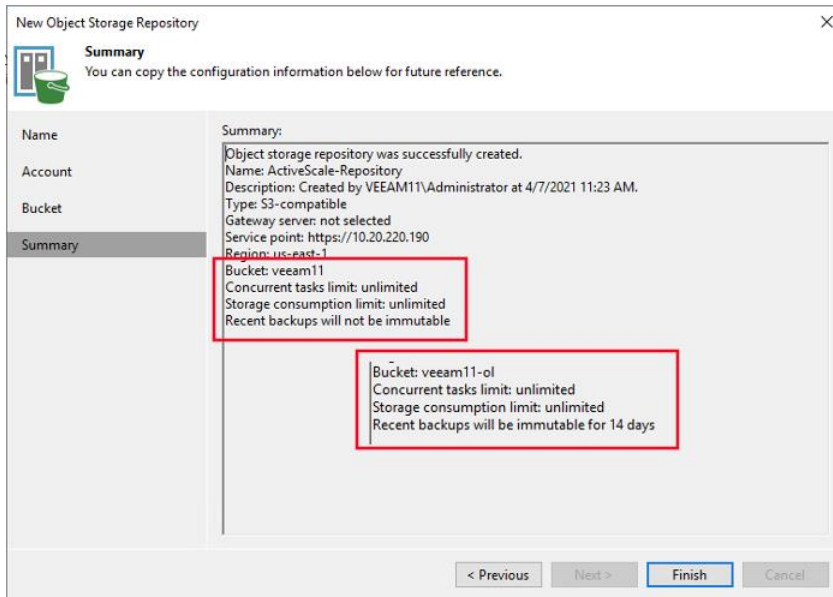 New Object Storage Repository
Summary
You can copy the configuration information below for future reference.
Name
Account
Bucket
Summary
Summary:
Object storage repository was successfully created.
Name: ActiveScale-Repository
Description: Created by VEEAM11\Administrator at 4/7/2021 11:23 AM.
Type: S3-compatible
Gateway server: not selected
Service point: https://10.20.220.190
Region: us-east-1
Bucket: veeam11
Concurrent tasks limit: unlimited
Storage consumption limit: unlimited
Recent backups will not be immutable
Bucket: veeam11-ol
Concurrent tasks limit: unlimited
Storage consumption limit: unlimited
Recent backups will be immutable for 14 days
< Previous
Next >
Finish
Cancel